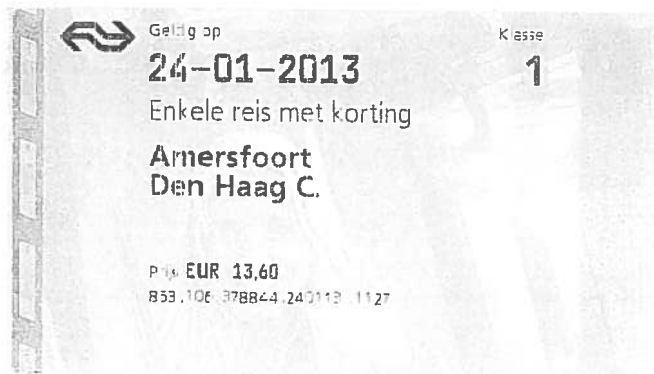 Geldig op
Klasse
24-01-2013
1
Enkele reis met korting
Amersfoort
Den Haag C.
Prijs EUR 13,60
853.106.378844.240113.1127